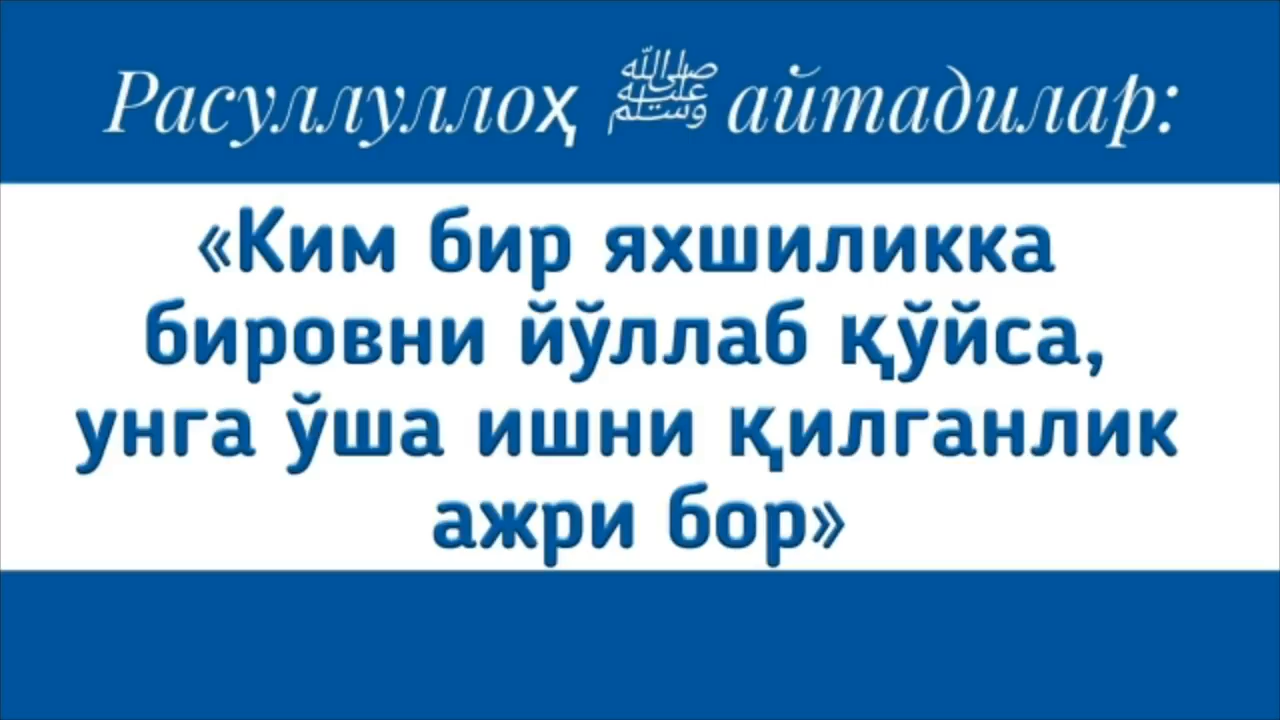 Расуллуллоҳ ﷺ айтадилар:
«Ким бир яхшиликка
бировни йўллаб қўйса,
унга ўша ишни қилганлик
ажри бор»